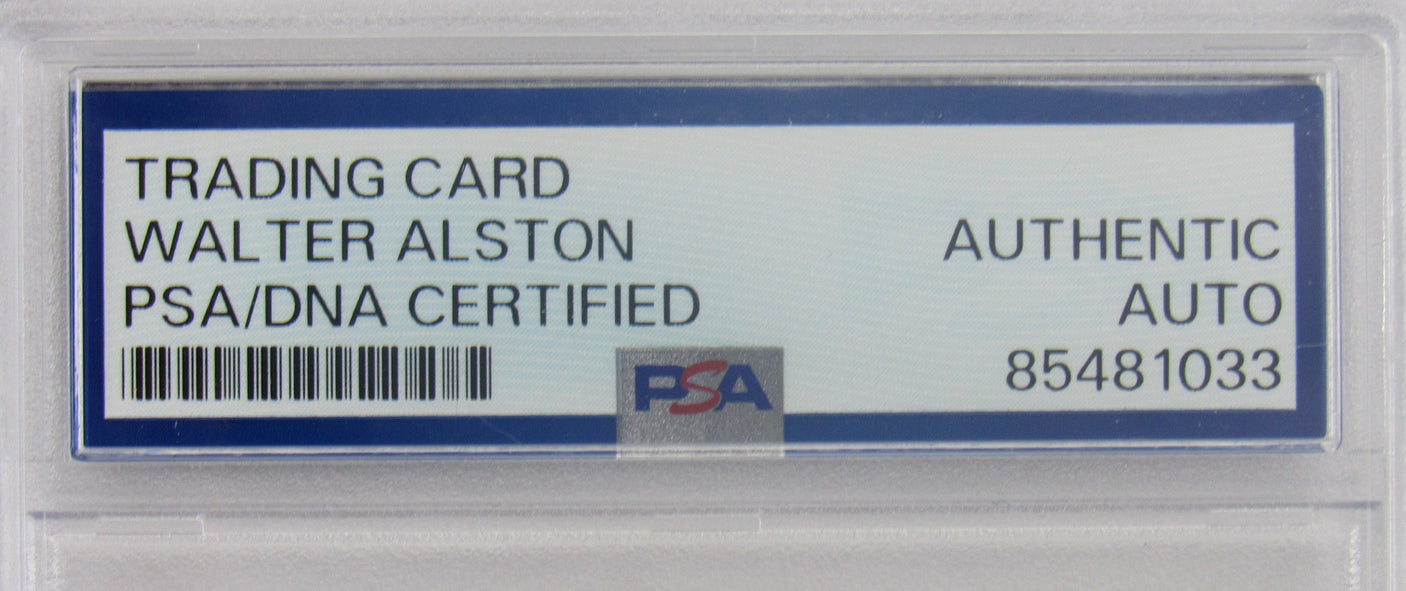 TRADING CARD
WALTER ALSTON
PSA/DNA CERTIFIED
AUTHENTIC
AUTO
85481033
PSA